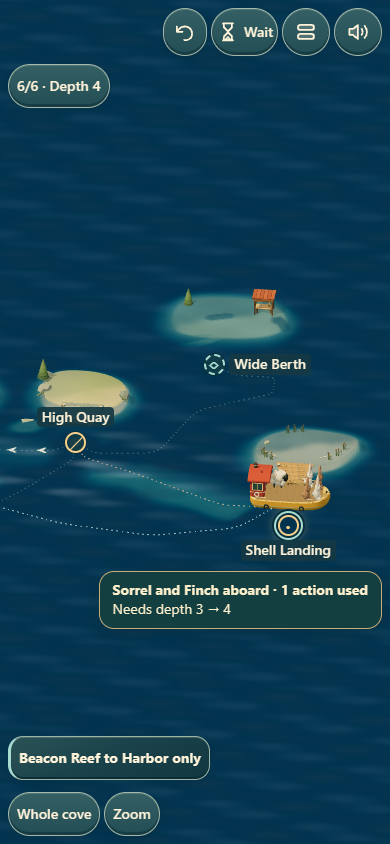 Wait
6/6 · Depth 4
Wide Berth
High Quay
Shell Landing
Sorrel and Finch aboard · 1 action used
Needs depth 3 → 4
Beacon Reef to Harbor only
Whole cove
Zoom